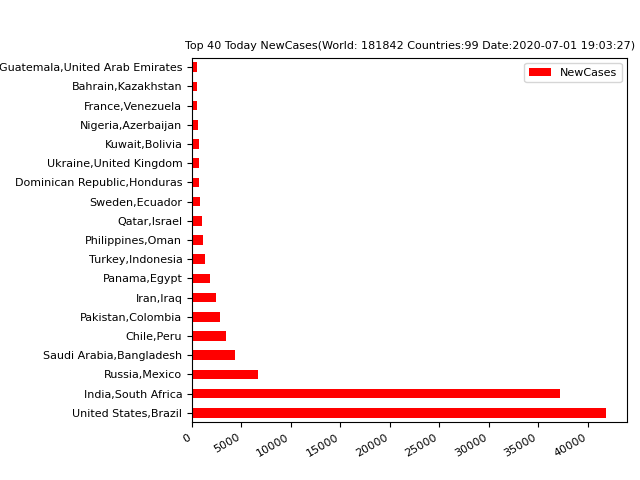 Top 40 Today NewCases(World: 181842 Countries:99 Date:2020-07-01 19:03:27)
NewCases
Guatemala,United Arab Emirates
Bahrain,Kazakhstan
France,Venezuela
Nigeria,Azerbaijan
Kuwait,Bolivia
Ukraine,United Kingdom
Dominican Republic,Honduras
Sweden,Ecuador
Qatar,Israel
Philippines,Oman
Turkey,Indonesia
Panama,Egypt
Iran,Iraq
Pakistan,Colombia
Chile,Peru
Saudi Arabia,Bangladesh
Russia,Mexico
India,South Africa
United States,Brazil
0 5000 10000 15000 20000 25000 30000 35000 40000